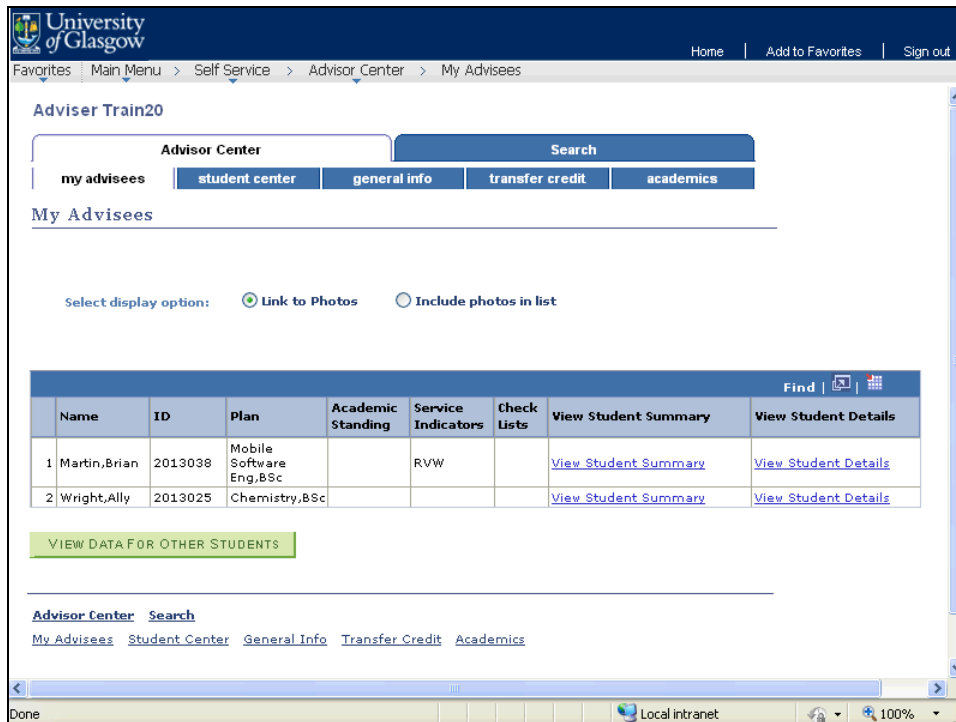 University
of Glasgow
Home | Add to Favorites | Sign out
Favorites Main Menu > Self Service > Advisor Center > My Advisees
Adviser Train20
Advisor Center Search
my advisees student center general info transfer credit academics
My Advisees
Select display option: Link to Photos Include photos in list
Find | |
Name ID Plan Academic Standing Service Indicators Check Lists View Student Summary View Student Details
1 Martin,Brian 2013038 Mobile Software Eng,BSc RVW View Student Summary View Student Details
2 Wright,Ally 2013025 Chemistry,BSc View Student Summary View Student Details
VIEW DATA FOR OTHER STUDENTS
Advisor Center Search
My Advisees Student Center General Info Transfer Credit Academics
Done Local intranet 100%